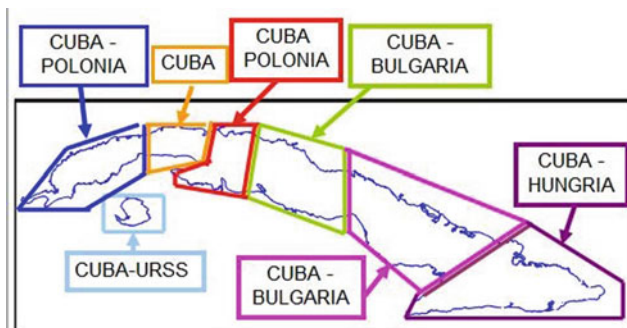 CUBA -
POLONIA
CUBA
CUBA
POLONIA
CUBA -
BULGARIA
CUBA -
HUNGRIA
CUBA-URSS
CUBA -
BULGARIA